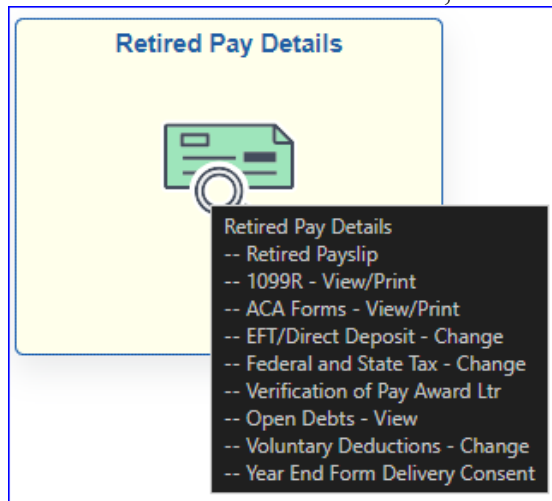 Retired Pay Details
Retired Pay Details
-- Retired Payslip
-- 1099R - View/Print
-- ACA Forms - View/Print
-- EFT/Direct Deposit - Change
-- Federal and State Tax - Change
-- Verification of Pay Award Ltr
-- Open Debts - View
-- Voluntary Deductions - Change
-- Year End Form Delivery Consent